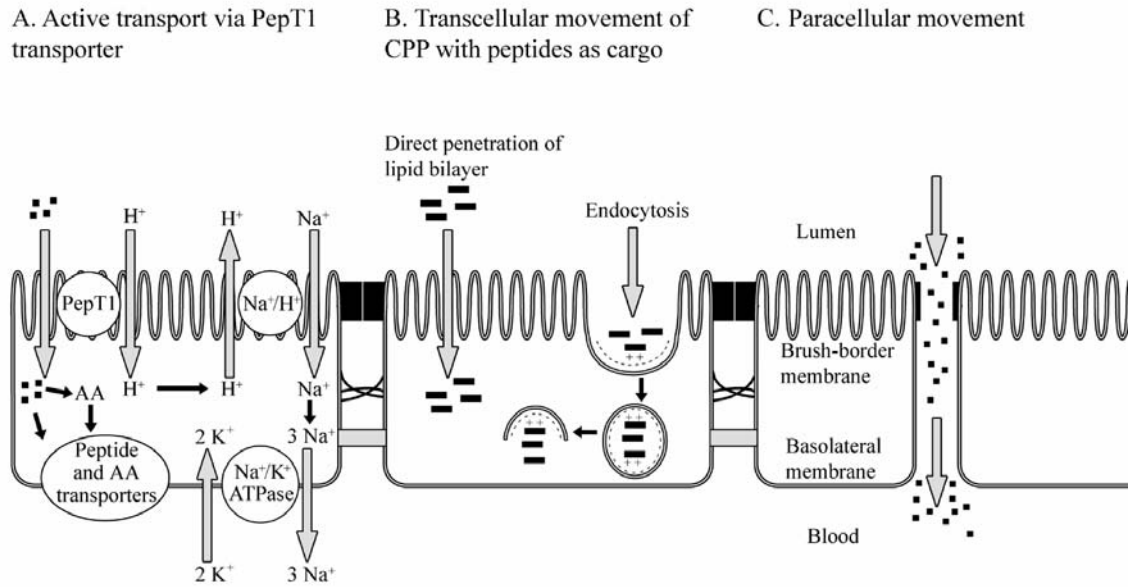 A. Active transport via PepT1
transporter
B. Transcellular movement of
CPP with peptides as cargo
C. Paracellular movement
Direct penetration of
lipid bilayer
H⁺
H⁺
Na⁺
Endocytosis
Lumen
PepT1
Na⁺/H⁺
++
Brush-border
membrane
AA
H⁺
H⁺
Na⁺
Peptide
and AA
transporters
2 K⁺
Na⁺/K⁺
ATPase
3 Na⁺
++
++
++
Basolateral
membrane
Blood
2 K⁺
3 Na⁺